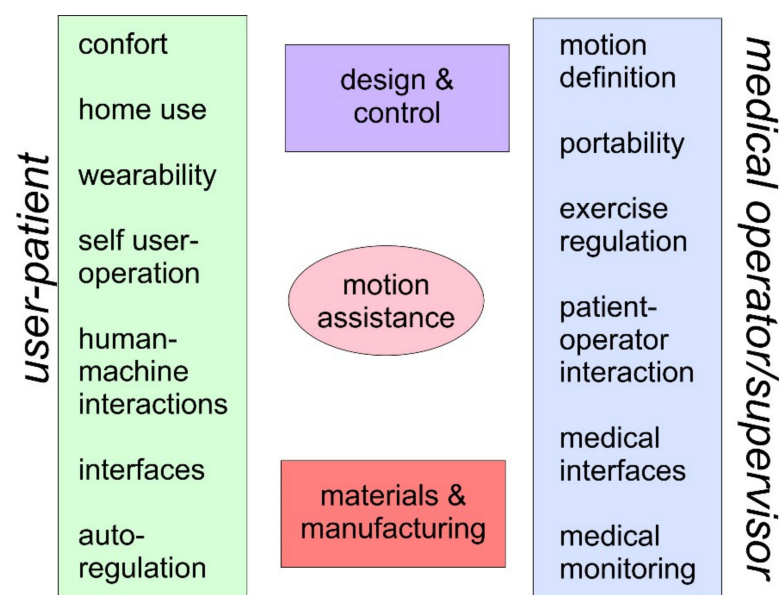 user-patient
confort
home use
wearability
self user-
operation
human-
machine
interactions
interfaces
auto-
regulation
design &
control
motion
assistance
materials &
manufacturing
motion
definition
portability
exercise
regulation
patient-
operator
interaction
medical
interfaces
medical
monitoring
medical operator/supervisor